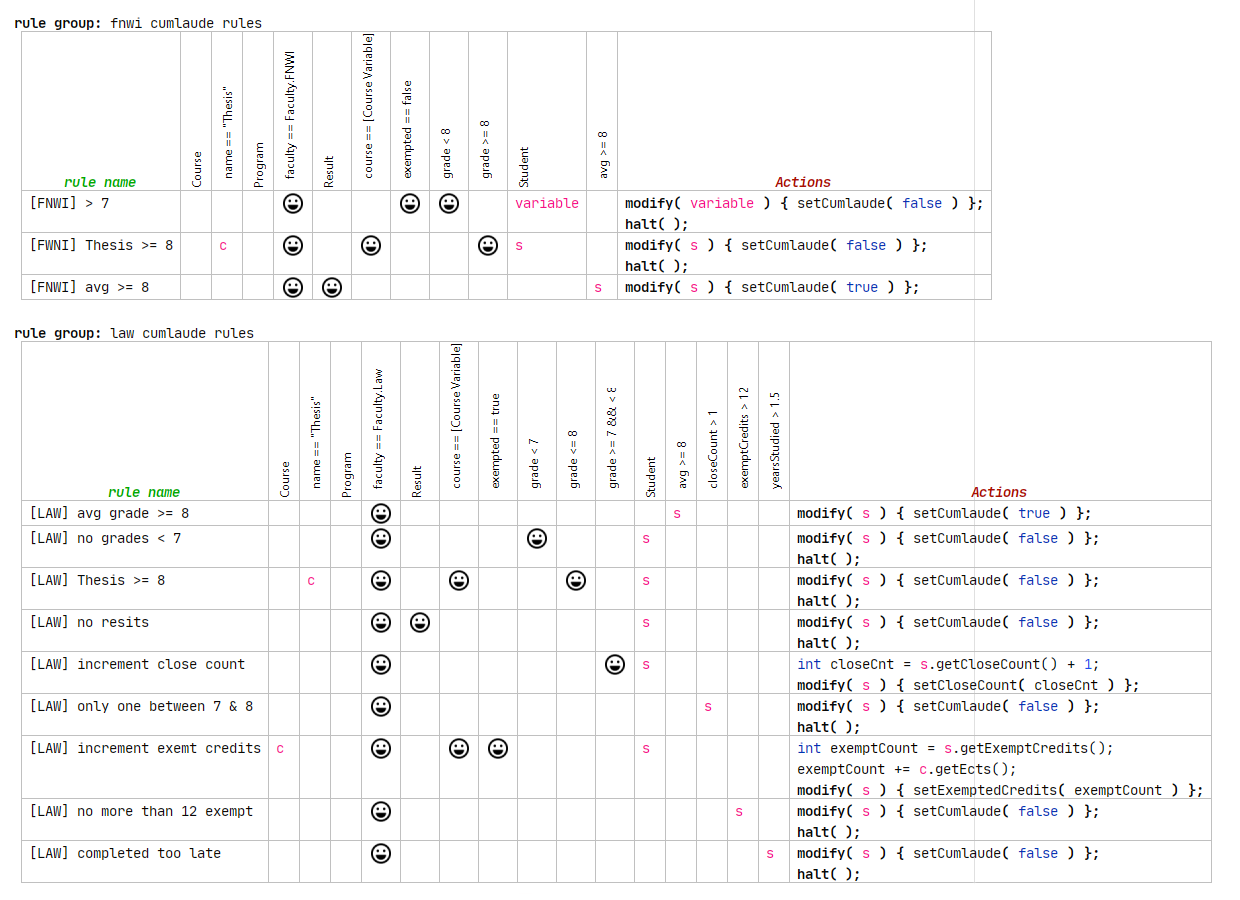 rule group: fnwi cumlaude rules
rule name
Course
name == "Thesis"
Program
faculty == Faculty.FNWI
Result
course == [Course Variable]
exempted == false
grade < 8
grade >= 8
Student
avg >= 8
Actions
[FNWI] > 7 variable modify( variable ) { setCumlaude( false ) };
halt( );
[FWNI] Thesis >= 8 c s modify( s ) { setCumlaude( false ) };
halt( );
[FNWI] avg >= 8 s modify( s ) { setCumlaude( true ) };
rule group: law cumlaude rules
rule name
Course
name == "Thesis"
Program
faculty == Faculty.Law
Result
course == [Course Variable]
exempted == true
grade < 7
grade <= 8
grade >= 7 && < 8
Student
avg >= 8
closeCount > 1
exemptCredits > 12
yearsStudied > 1.5
Actions
[LAW] avg grade >= 8 s modify( s ) { setCumlaude( true ) };
[LAW] no grades < 7 s modify( s ) { setCumlaude( false ) };
halt( );
[LAW] Thesis >= 8 c s modify( s ) { setCumlaude( false ) };
halt( );
[LAW] no resits s modify( s ) { setCumlaude( false ) };
halt( );
[LAW] increment close count s int closeCnt = s.getCloseCount() + 1;
modify( s ) { setCloseCount( closeCnt ) };
[LAW] only one between 7 & 8 s modify( s ) { setCumlaude( false ) };
halt( );
[LAW] increment exemt credits c s int exemptCount = s.getExemptCredits();
exemptCount += c.getEcts();
modify( s ) { setExemptedCredits( exemptCount ) };
[LAW] no more than 12 exempt s modify( s ) { setCumlaude( false ) };
halt( );
[LAW] completed too late s modify( s ) { setCumlaude( false ) };
halt( );